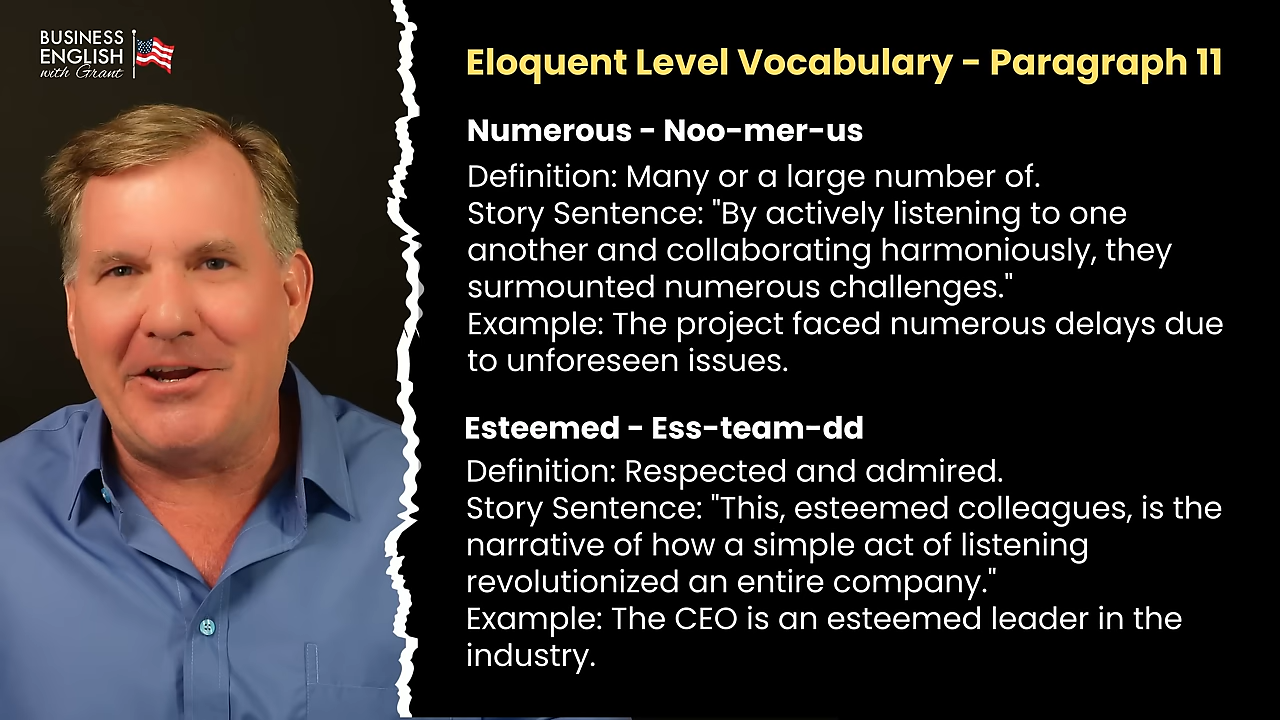 BUSINESS
ENGLISH
with Grant
Eloquent Level Vocabulary - Paragraph 11
Numerous - Noo-mer-us
Definition: Many or a large number of.
Story Sentence: "By actively listening to one
another and collaborating harmoniously, they
surmounted numerous challenges."
Example: The project faced numerous delays due
to unforeseen issues.
Esteemed - Ess-team-dd
Definition: Respected and admired.
Story Sentence: "This, esteemed colleagues, is the
narrative of how a simple act of listening
revolutionized an entire company."
Example: The CEO is an esteemed leader in the
industry.